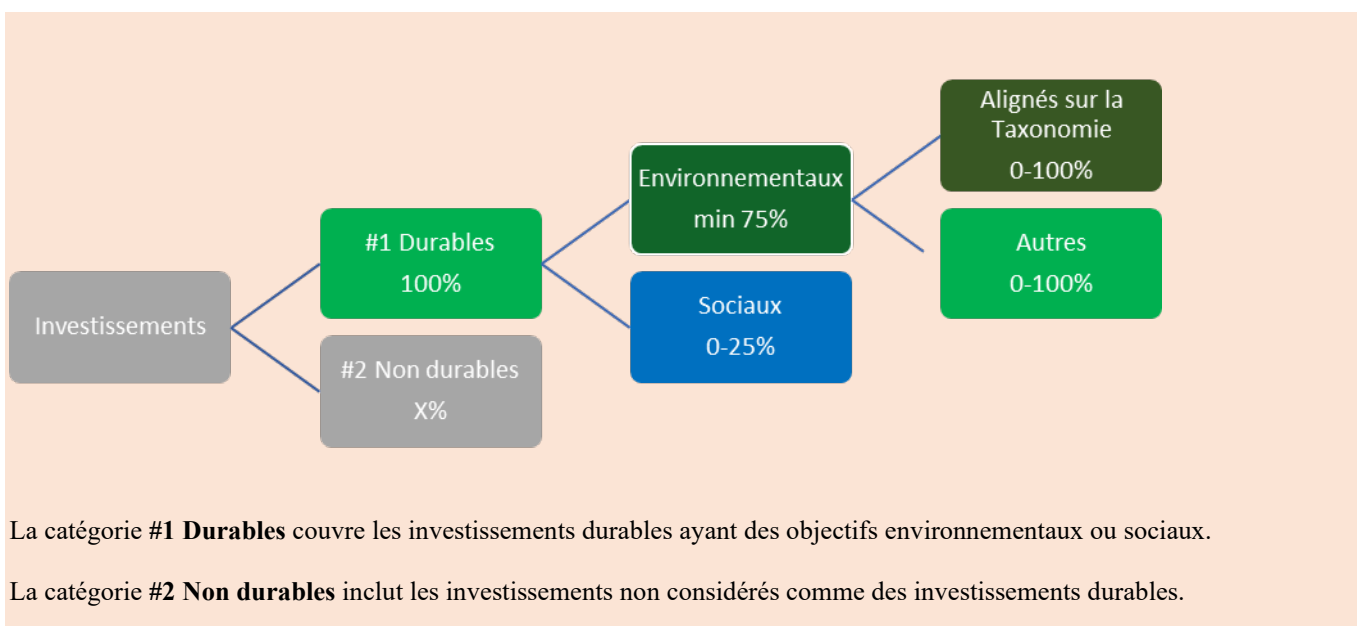 Investissements
#1 Durables
100%
#2 Non durables
X%
Environnementaux
min 75%
Sociaux
0-25%
Alignés sur la
Taxonomie
0-100%
Autres
0-100%
La catégorie #1 Durables couvre les investissements durables ayant des objectifs environnementaux ou sociaux.
La catégorie #2 Non durables inclut les investissements non considérés comme des investissements durables.